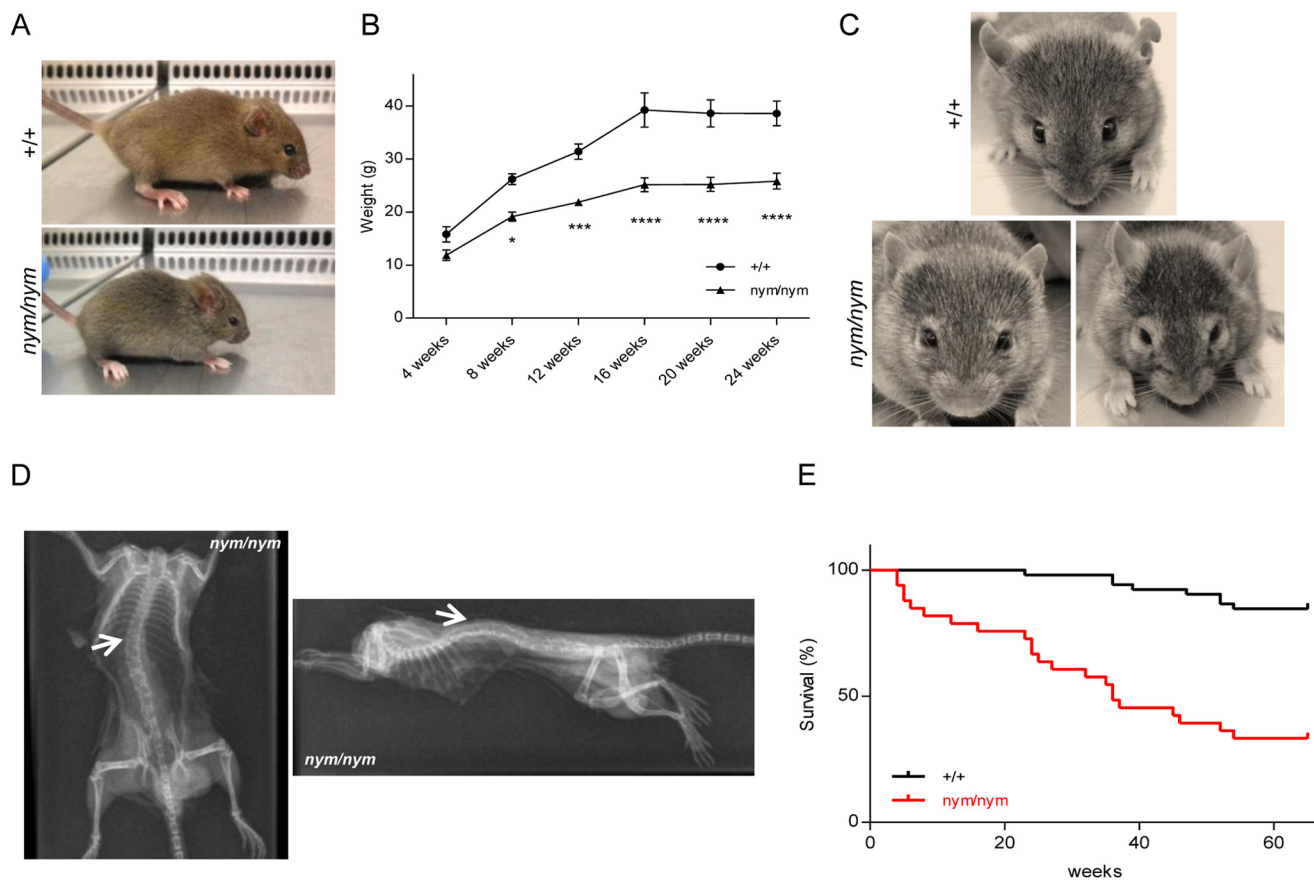 A
+/+
nym/nym
B
Weight (g)
40
30
20
10
0
* *** **** **** ****
+/+
nym/nym
4 weeks 8 weeks 12 weeks 16 weeks 20 weeks 24 weeks
C
+/+
nym/nym
D
nym/nym
nym/nym
E
Survival (%)
100
50
0
+/+
nym/nym
0 20 40 60
weeks